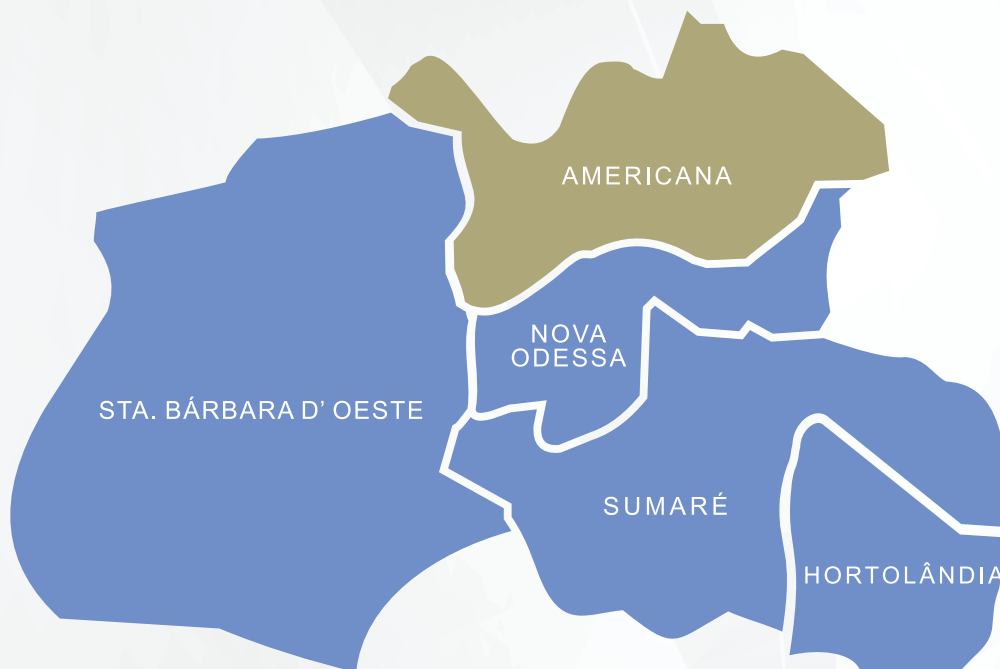 AMERICANA
NOVA
ODESSA
STA. BÁRBARA D' OESTE
SUMARÉ
HORTOLÂNDIA